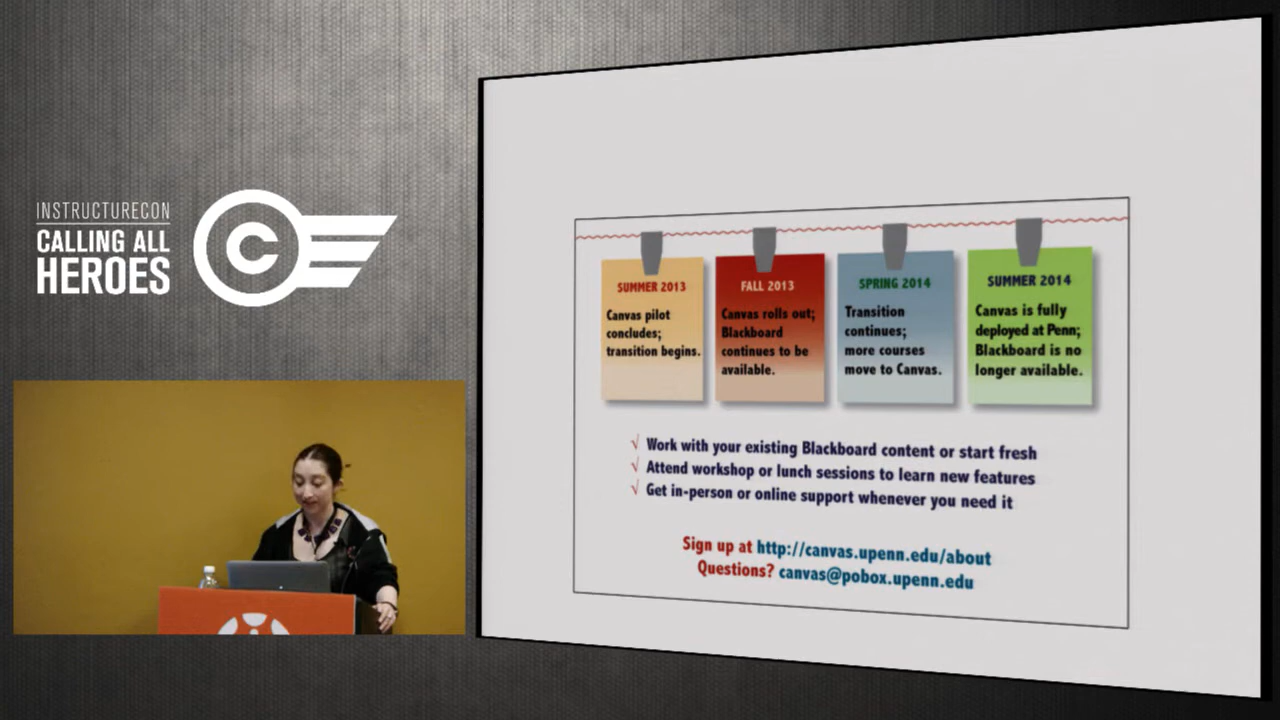 INSTRUCTURECON
CALLING ALL
HEROES
C
SUMMER 2013
Canvas pilot
concludes;
transition begins.
FALL 2013
Canvas rolls out;
Blackboard
continues to be
available.
SPRING 2014
Transition
continues;
more courses
move to Canvas.
SUMMER 2014
Canvas is fully
deployed at Penn;
Blackboard is no
longer available.
√ Work with your existing Blackboard content or start fresh
√ Attend workshop or lunch sessions to learn new features
√ Get in-person or online support whenever you need it
Sign up at http://canvas.upenn.edu/about
Questions? canvas@pobox.upenn.edu